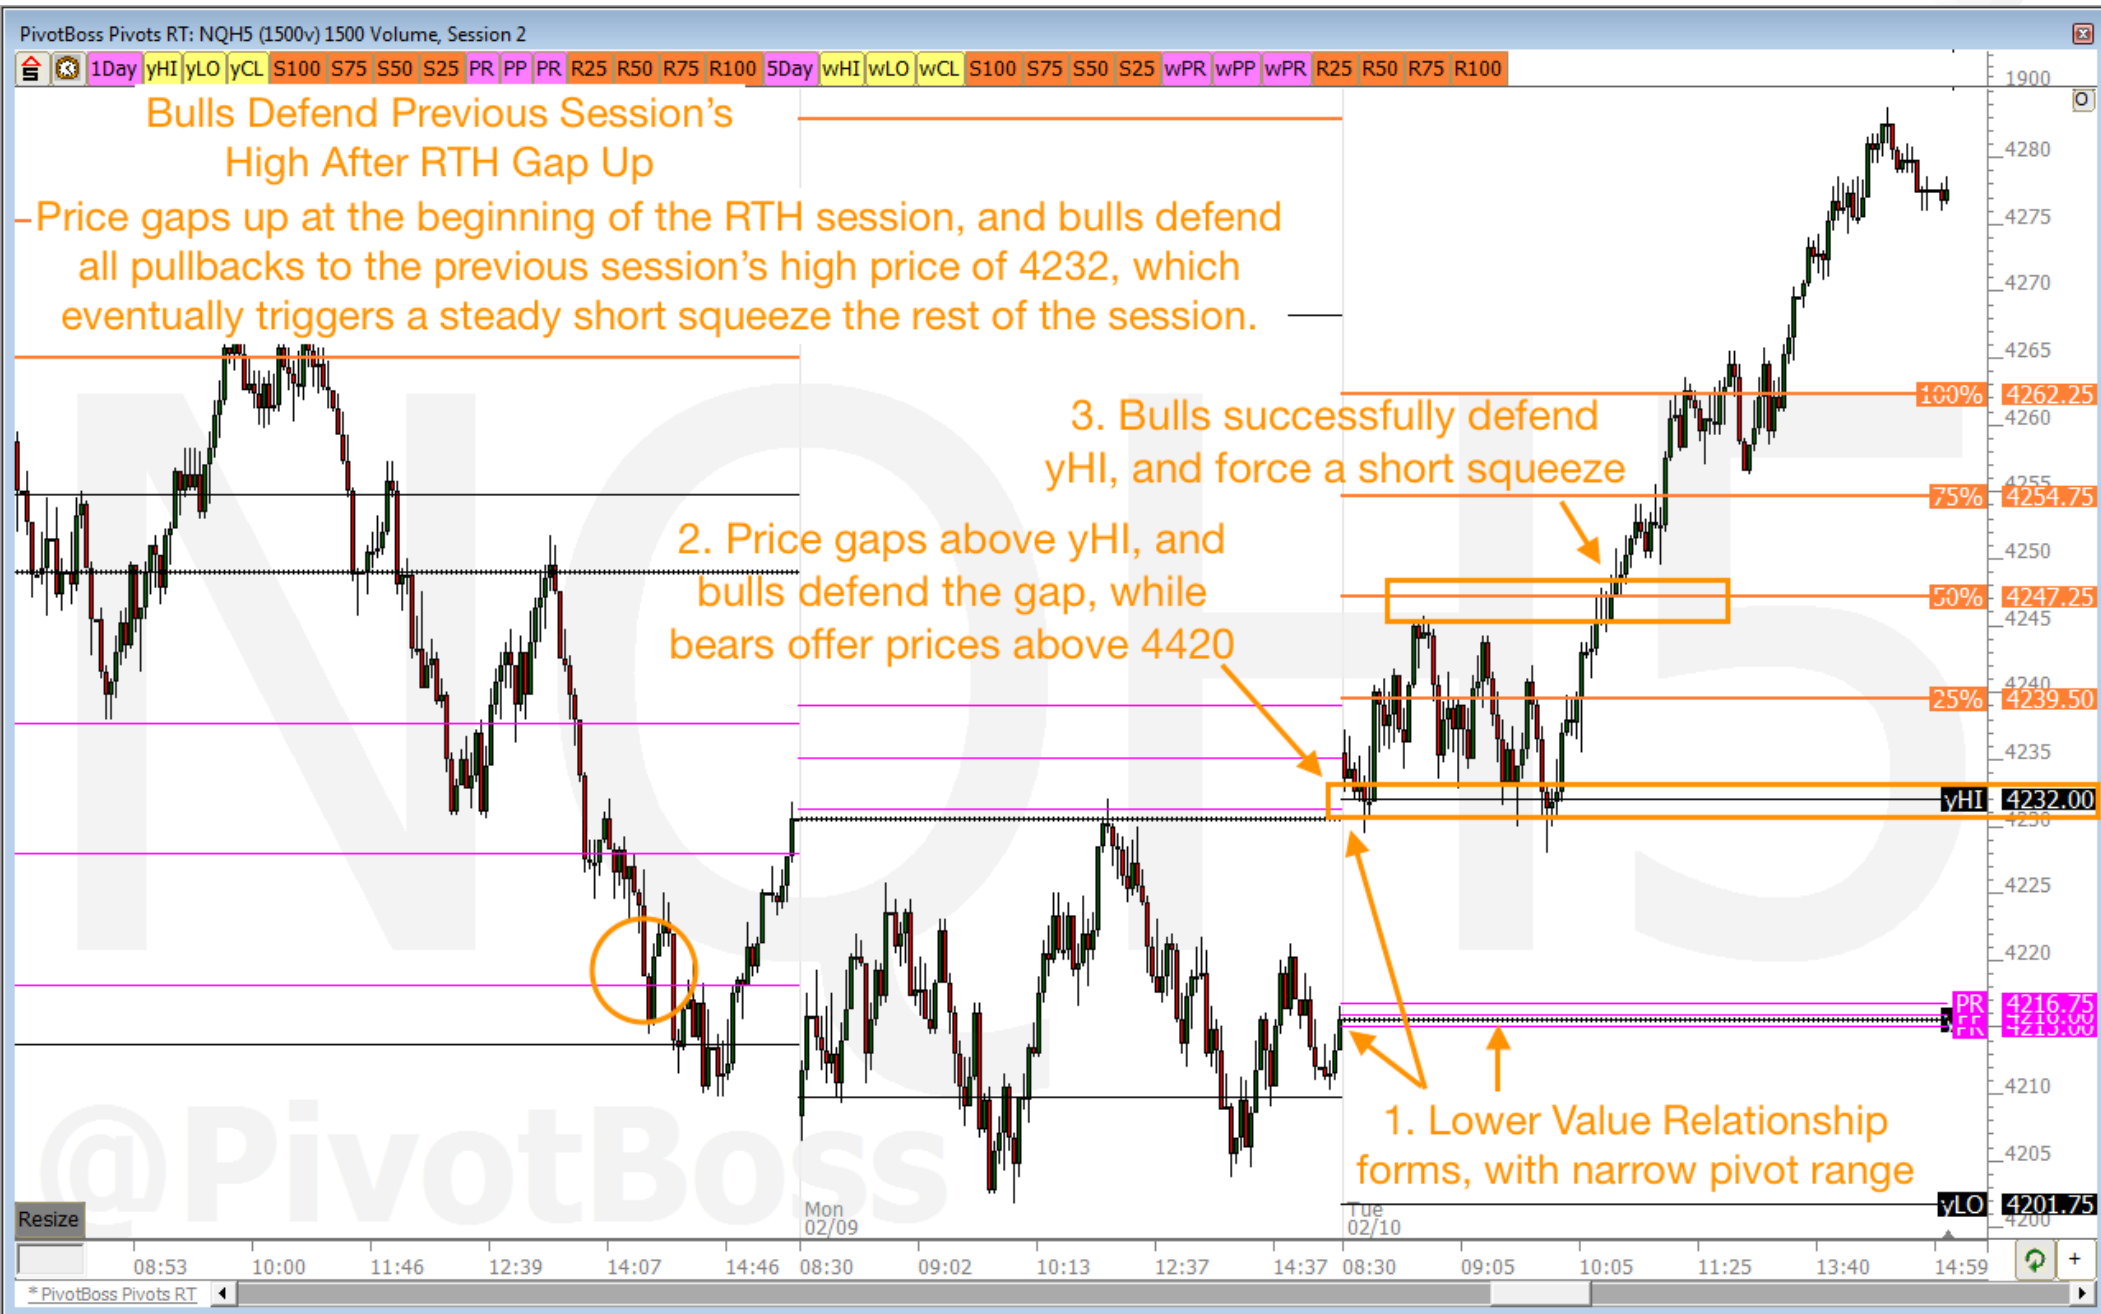 PivotBoss Pivots RT: NQH5 (1500v) 1500 Volume, Session 2
1Day yHI yLO yCL S100 S75 S50 S25 PR PP PR R25 R50 R75 R100 5Day wHI wLO wCL S100 S75 S50 S25 wPR wPP wPR R25 R50 R75 R100
1900
Bulls Defend Previous Session's
High After RTH Gap Up
Price gaps up at the beginning of the RTH session, and bulls defend
all pullbacks to the previous session's high price of 4232, which
eventually triggers a steady short squeeze the rest of the session.
3. Bulls successfully defend
yHI, and force a short squeeze
2. Price gaps above yHI, and
bulls defend the gap, while
bears offer prices above 4420
1. Lower Value Relationship
forms, with narrow pivot range
4280
4275
4270
4265
100% 4262.25
4260
4255
75% 4254.75
4250
50% 4247.25
4245
4240
25% 4239.50
4235
yHI 4232.00
4230
4225
4220
PR 4216.75
4210
4205
yLO 4201.75
4200
NQH5
@PivotBoss
Resize
Mon
02/09
Tue
02/10
08:53 10:00 11:46 12:39 14:07 14:46 08:30 09:02 10:13 12:37 14:37 08:30 09:05 10:05 11:25 13:40 14:59
* PivotBoss Pivots RT